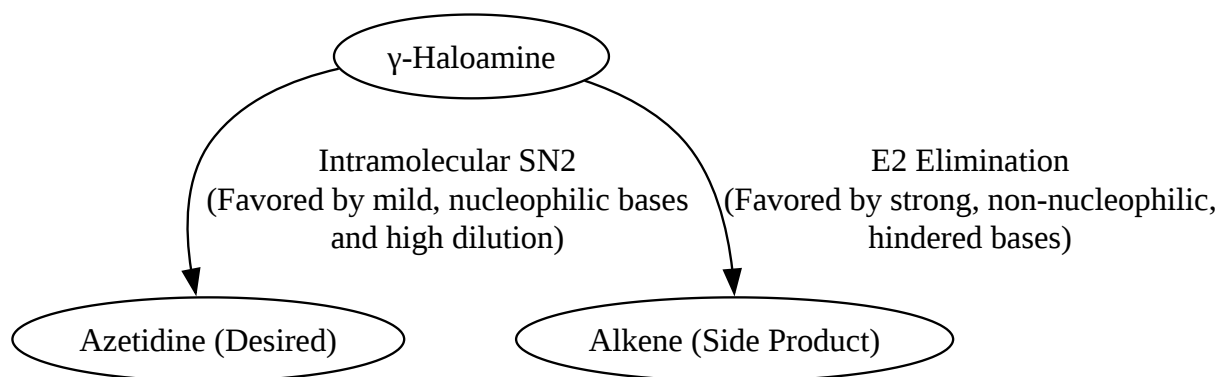 γ-Haloamine
Intramolecular SN2
(Favored by mild, nucleophilic bases
and high dilution)
E2 Elimination
(Favored by strong, non-nucleophilic,
hindered bases)
Azetidine (Desired)
Alkene (Side Product)